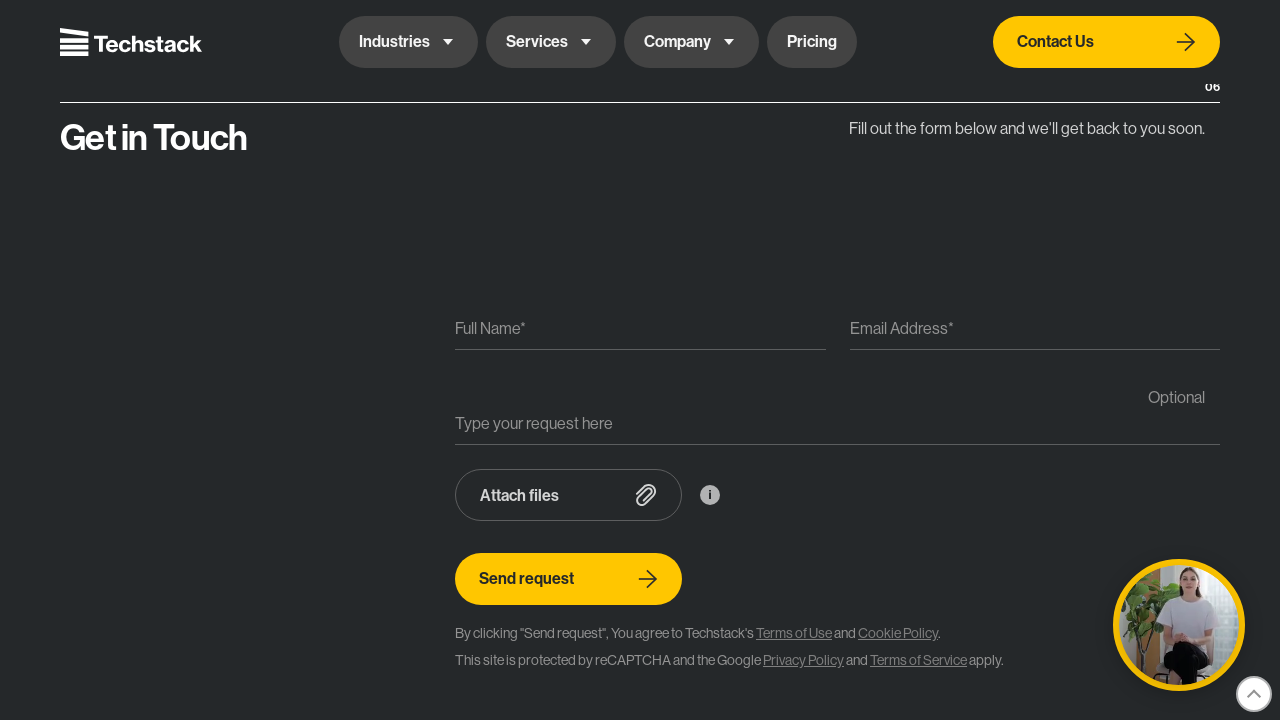 Techstack
Industries
Services
Company
Pricing
Contact Us
06
Get in Touch
Fill out the form below and we'll get back to you soon.
Full Name*
Email Address*
Optional
Type your request here
Attach files
i
Send request
By clicking "Send request", You agree to Techstack's Terms of Use and Cookie Policy.
This site is protected by reCAPTCHA and the Google Privacy Policy and Terms of Service apply.